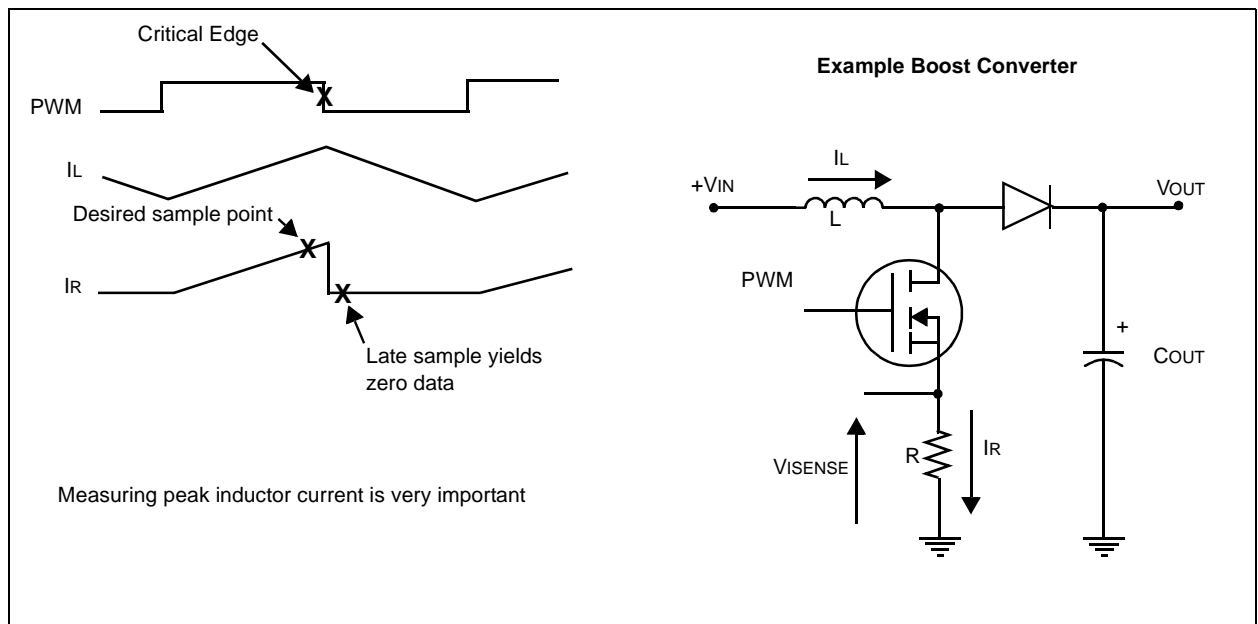 Critical Edge
PWM
IL
Desired sample point
X
X
IR
X
Late sample yields
zero data
Measuring peak inductor current is very important
Example Boost Converter
IL
+VIN
L
VOUT
PWM
+
COUT
VISENSE
R
IR